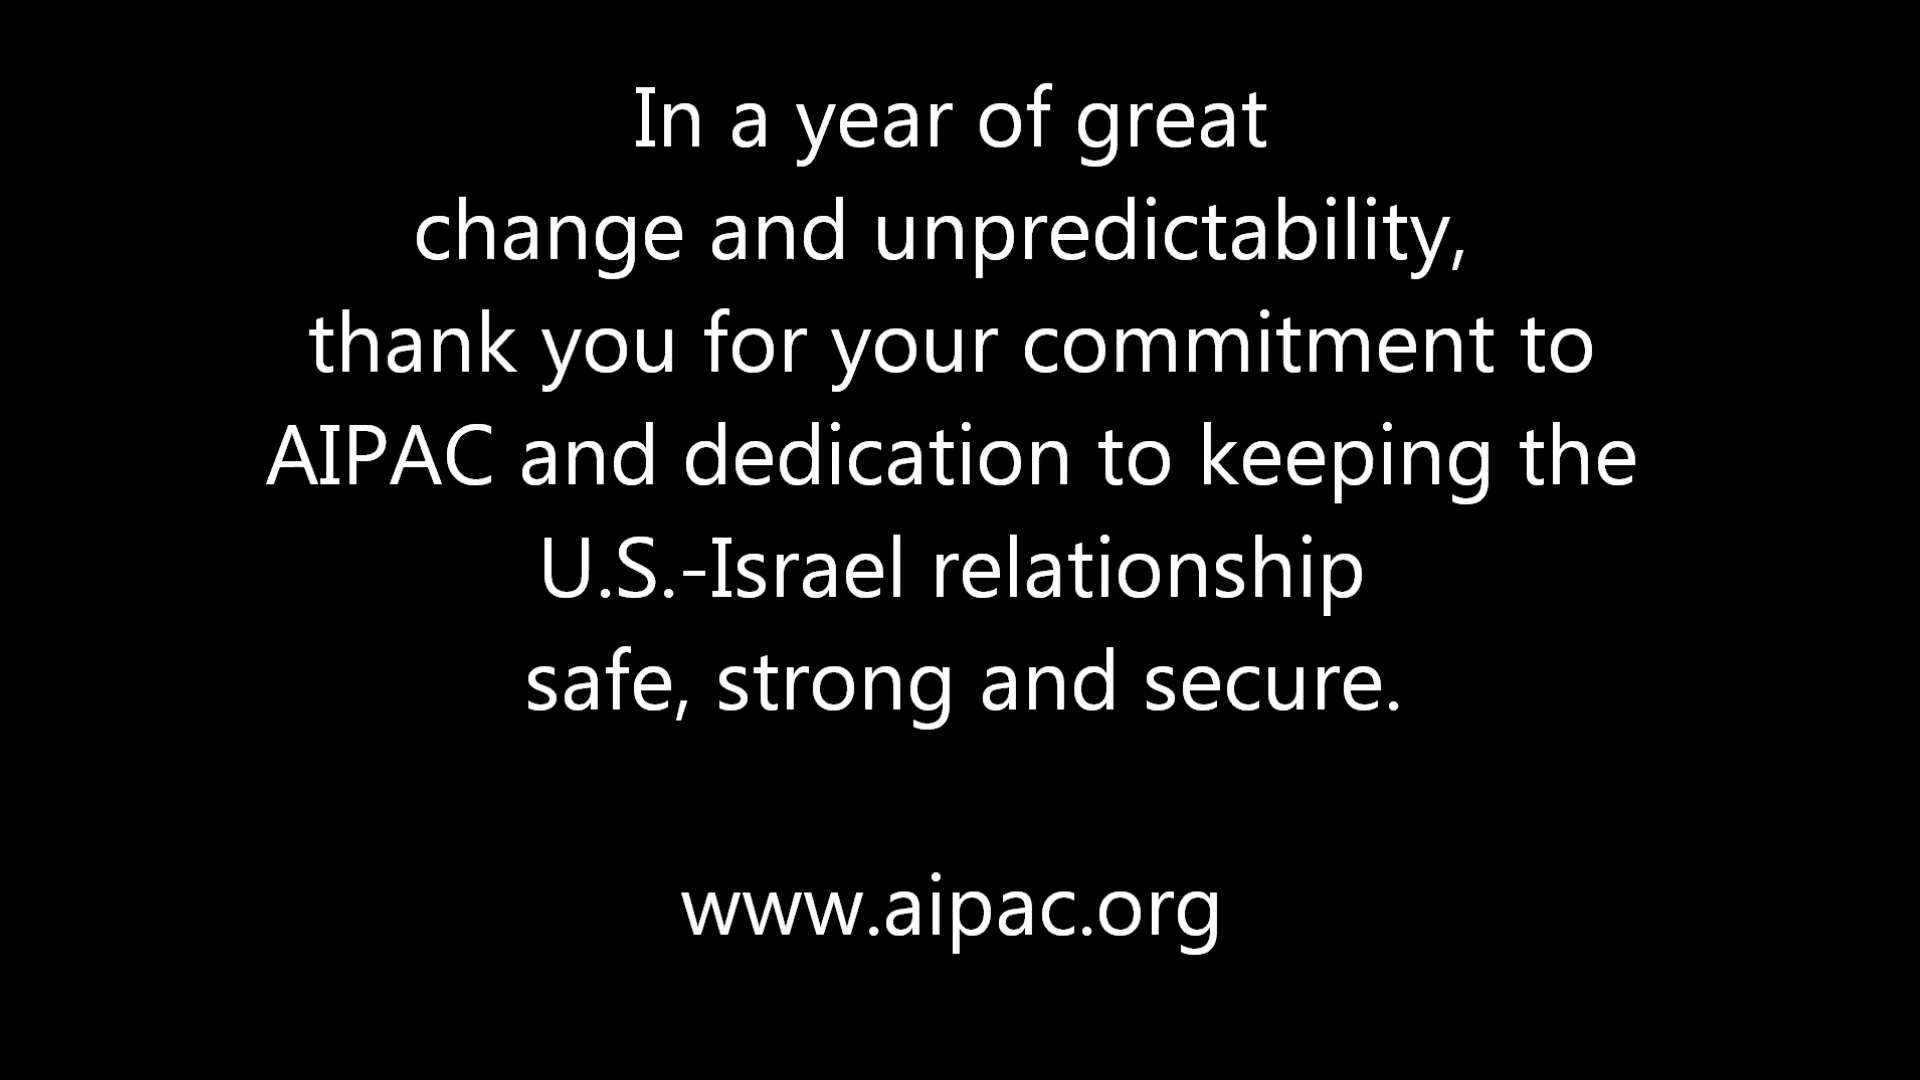 In a year of great
change and unpredictability,
thank you for your commitment to
AIPAC and dedication to keeping the
U.S.-Israel relationship
safe, strong and secure.
www.aipac.org